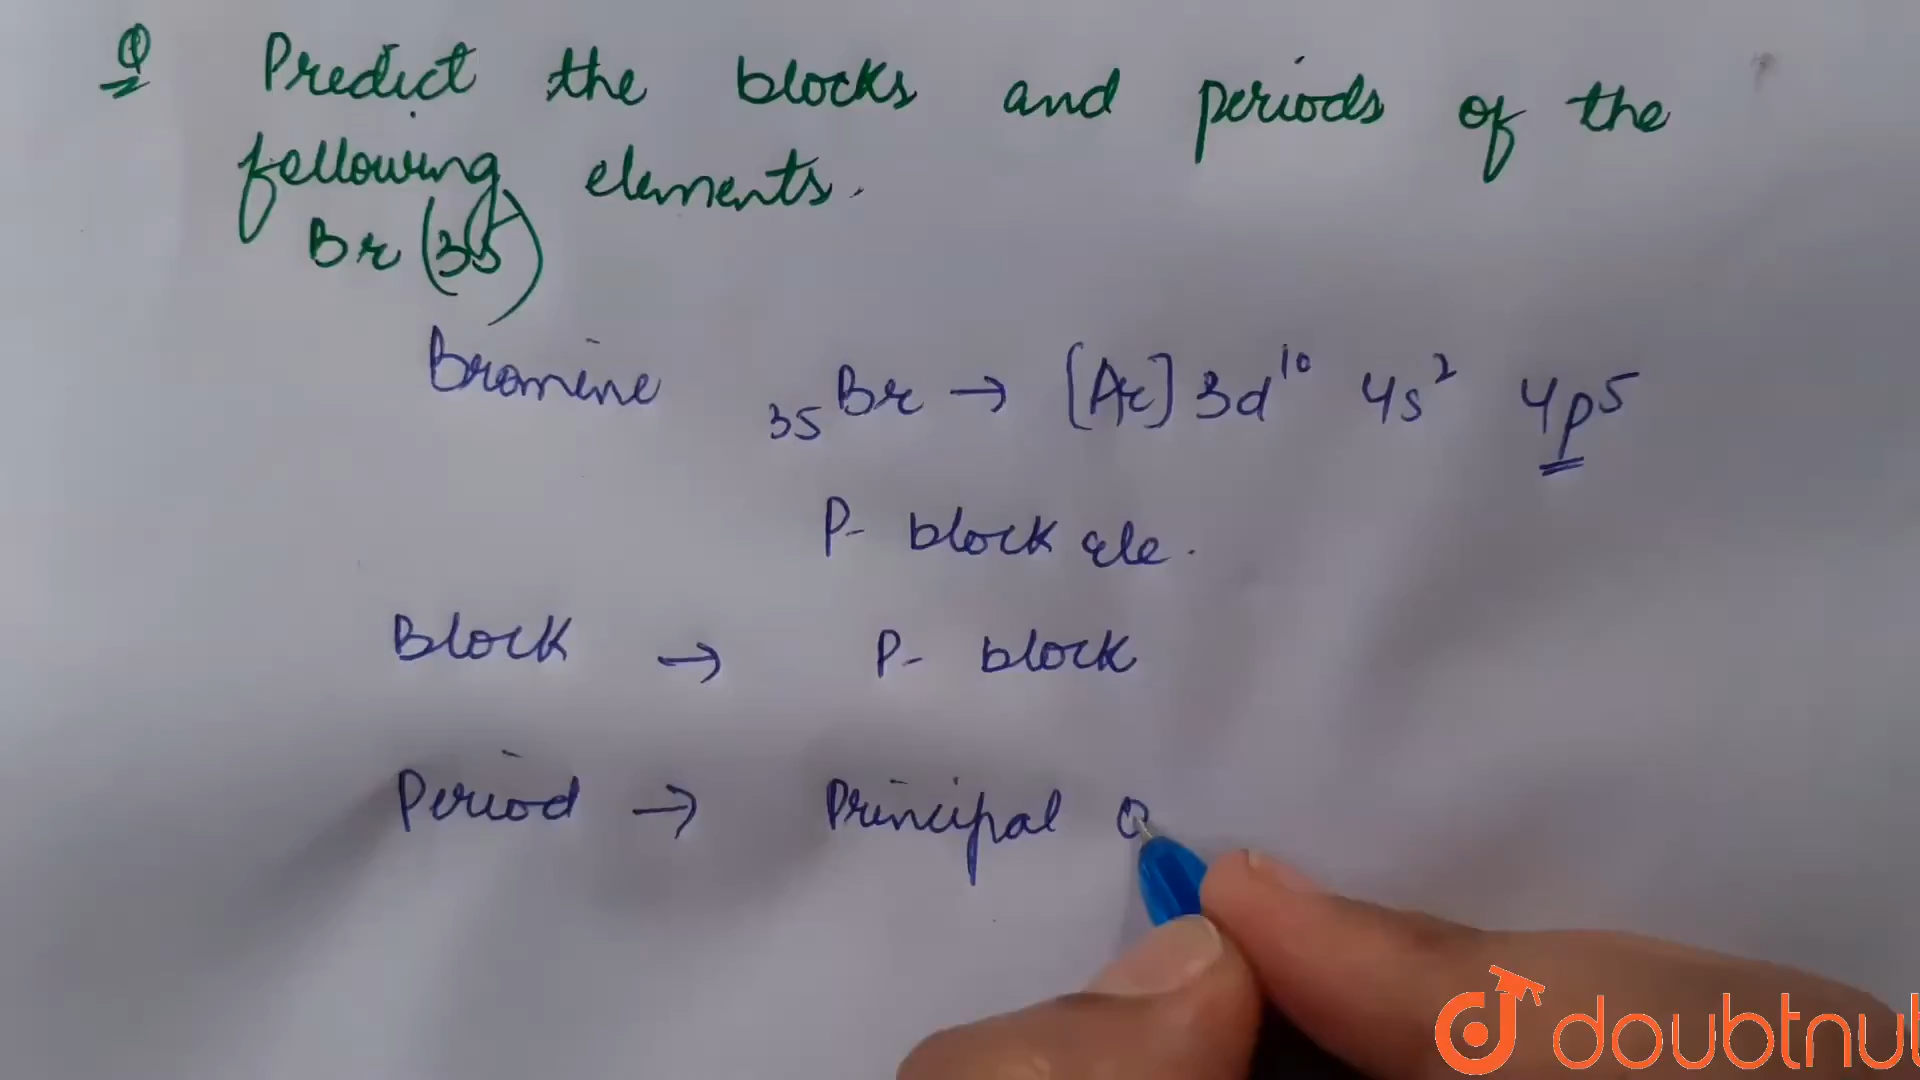 Q Predict the blocks and periods of the
following elements.
Br (35)
Bromine 35Br → [Ar] 3d10 4s2 4p5
P- block ele.
Block → P- block
Period → Principal Q
doubtnut